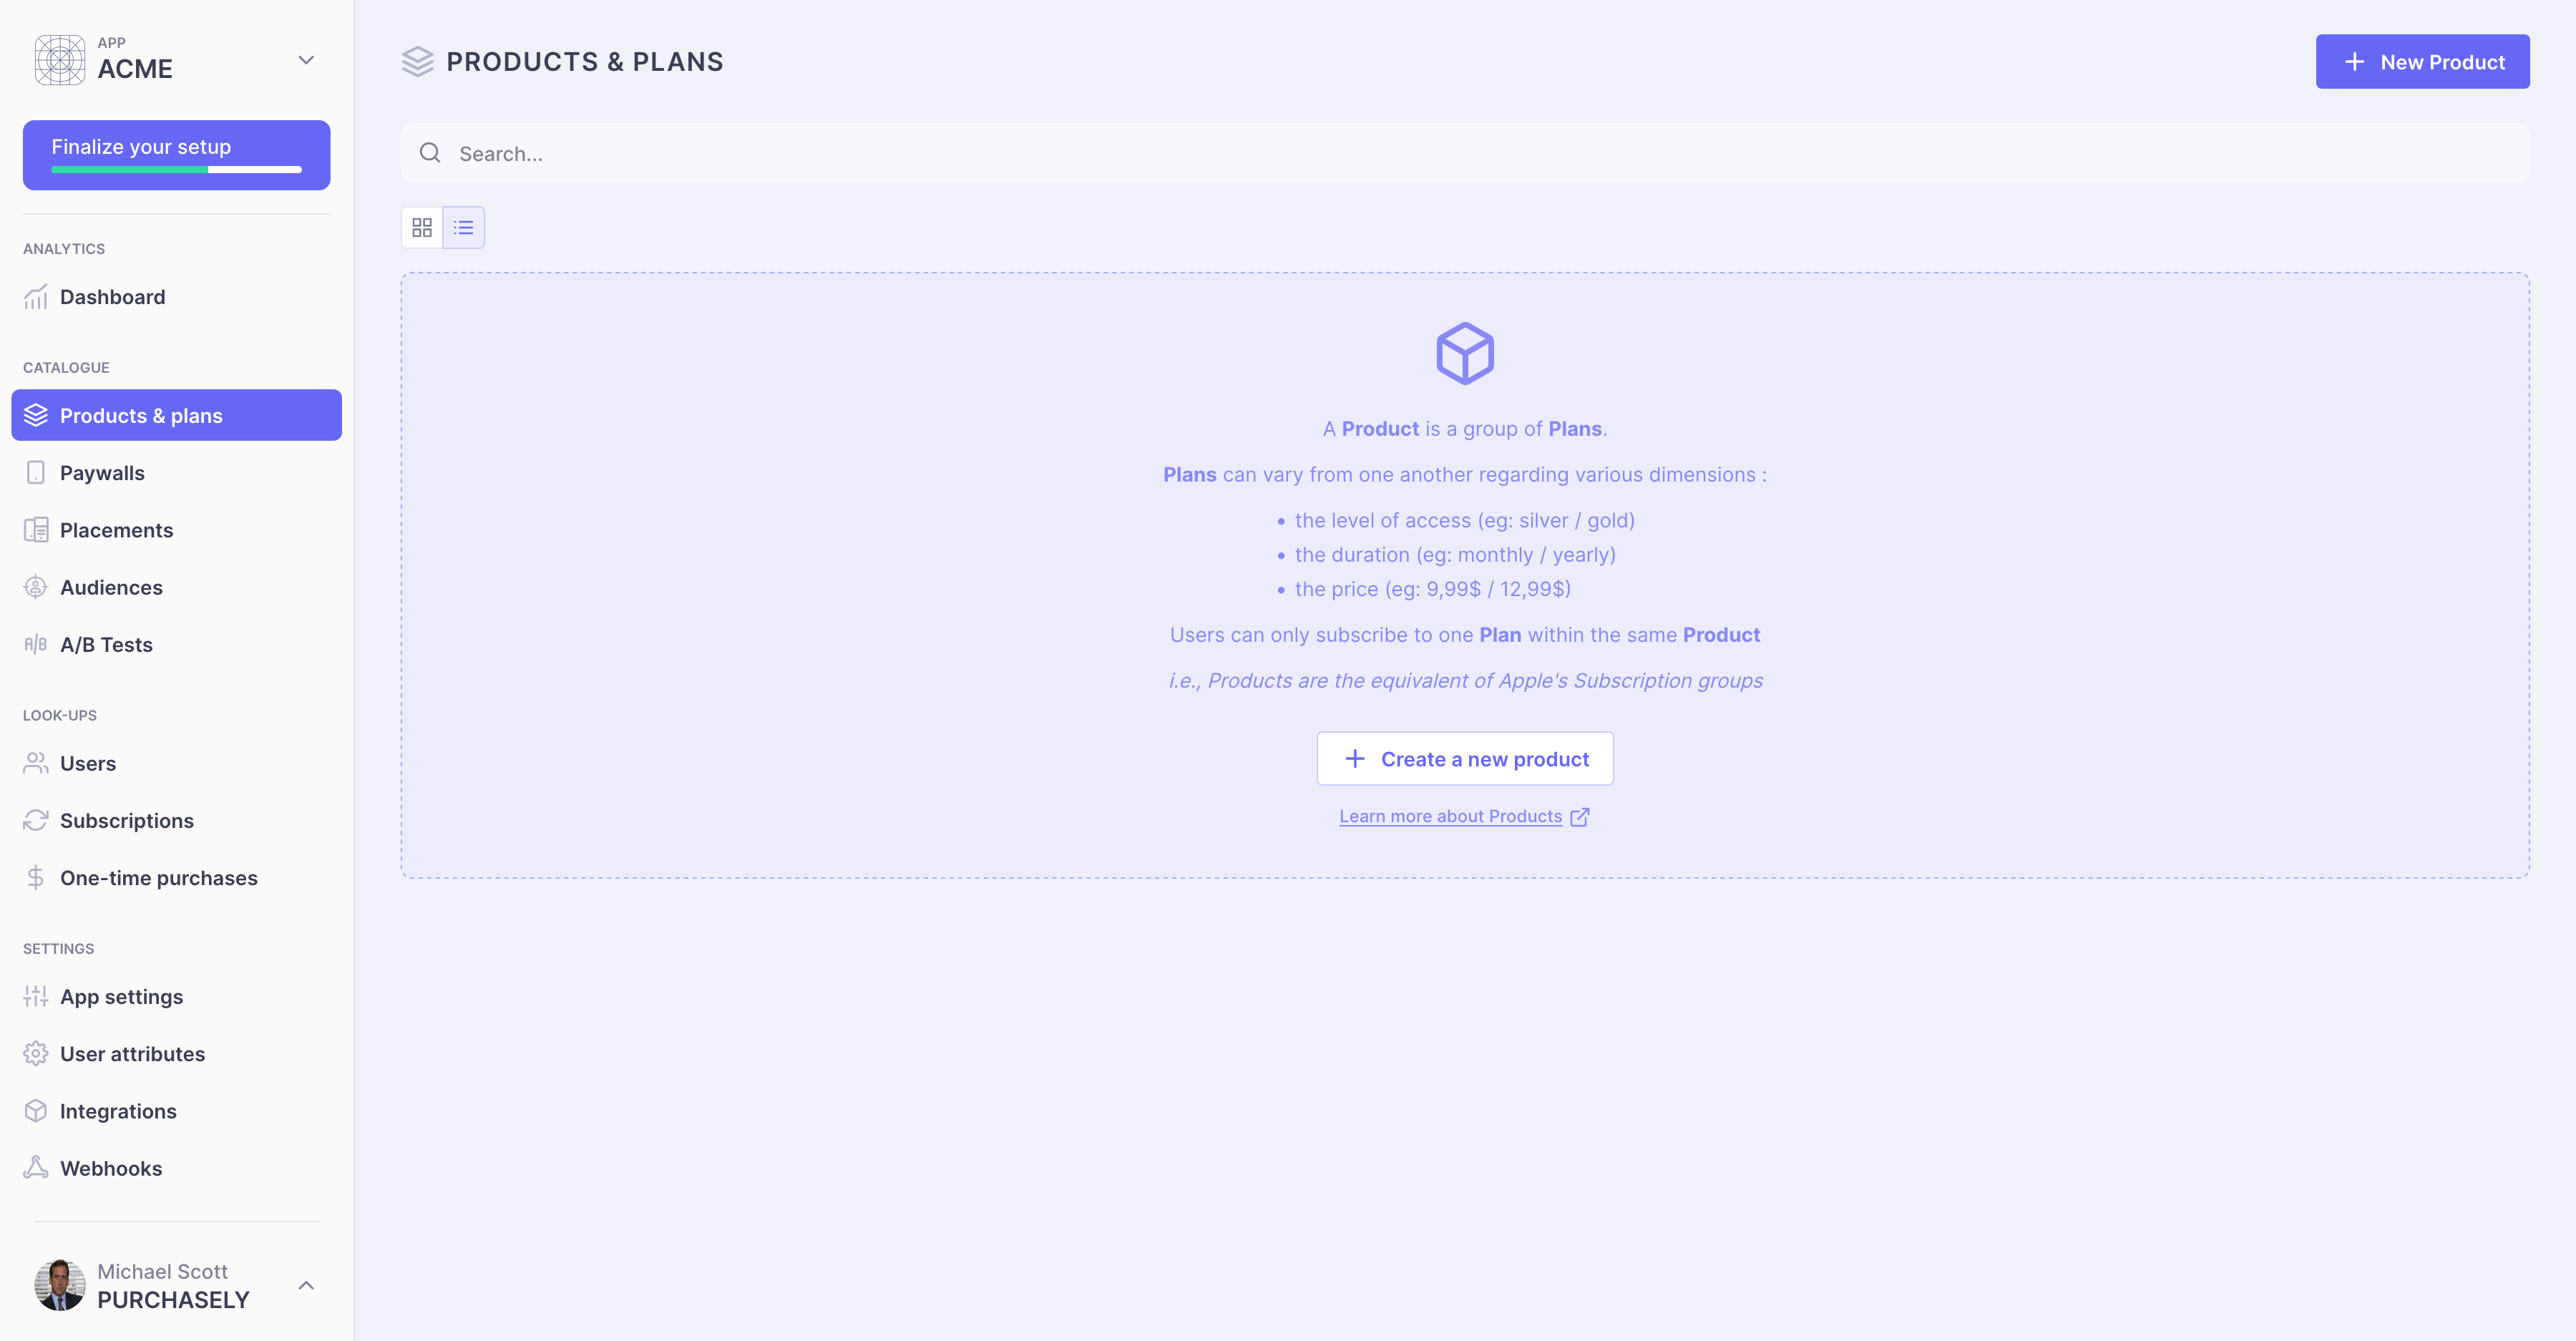 APP
ACME
Finalize your setup
ANALYTICS
Dashboard
CATALOGUE
Products & plans
Paywalls
Placements
Audiences
A/B Tests
LOOK-UPS
Users
Subscriptions
One-time purchases
SETTINGS
App settings
User attributes
Integrations
Webhooks
Michael Scott
PURCHASELY
PRODUCTS & PLANS
New Product
Search...
A Product is a group of Plans.
Plans can vary from one another regarding various dimensions :
• the level of access (eg: silver / gold)
• the duration (eg: monthly / yearly)
• the price (eg: 9,99$ / 12,99$)
Users can only subscribe to one Plan within the same Product
i.e., Products are the equivalent of Apple's Subscription groups
Create a new product
Learn more about Products